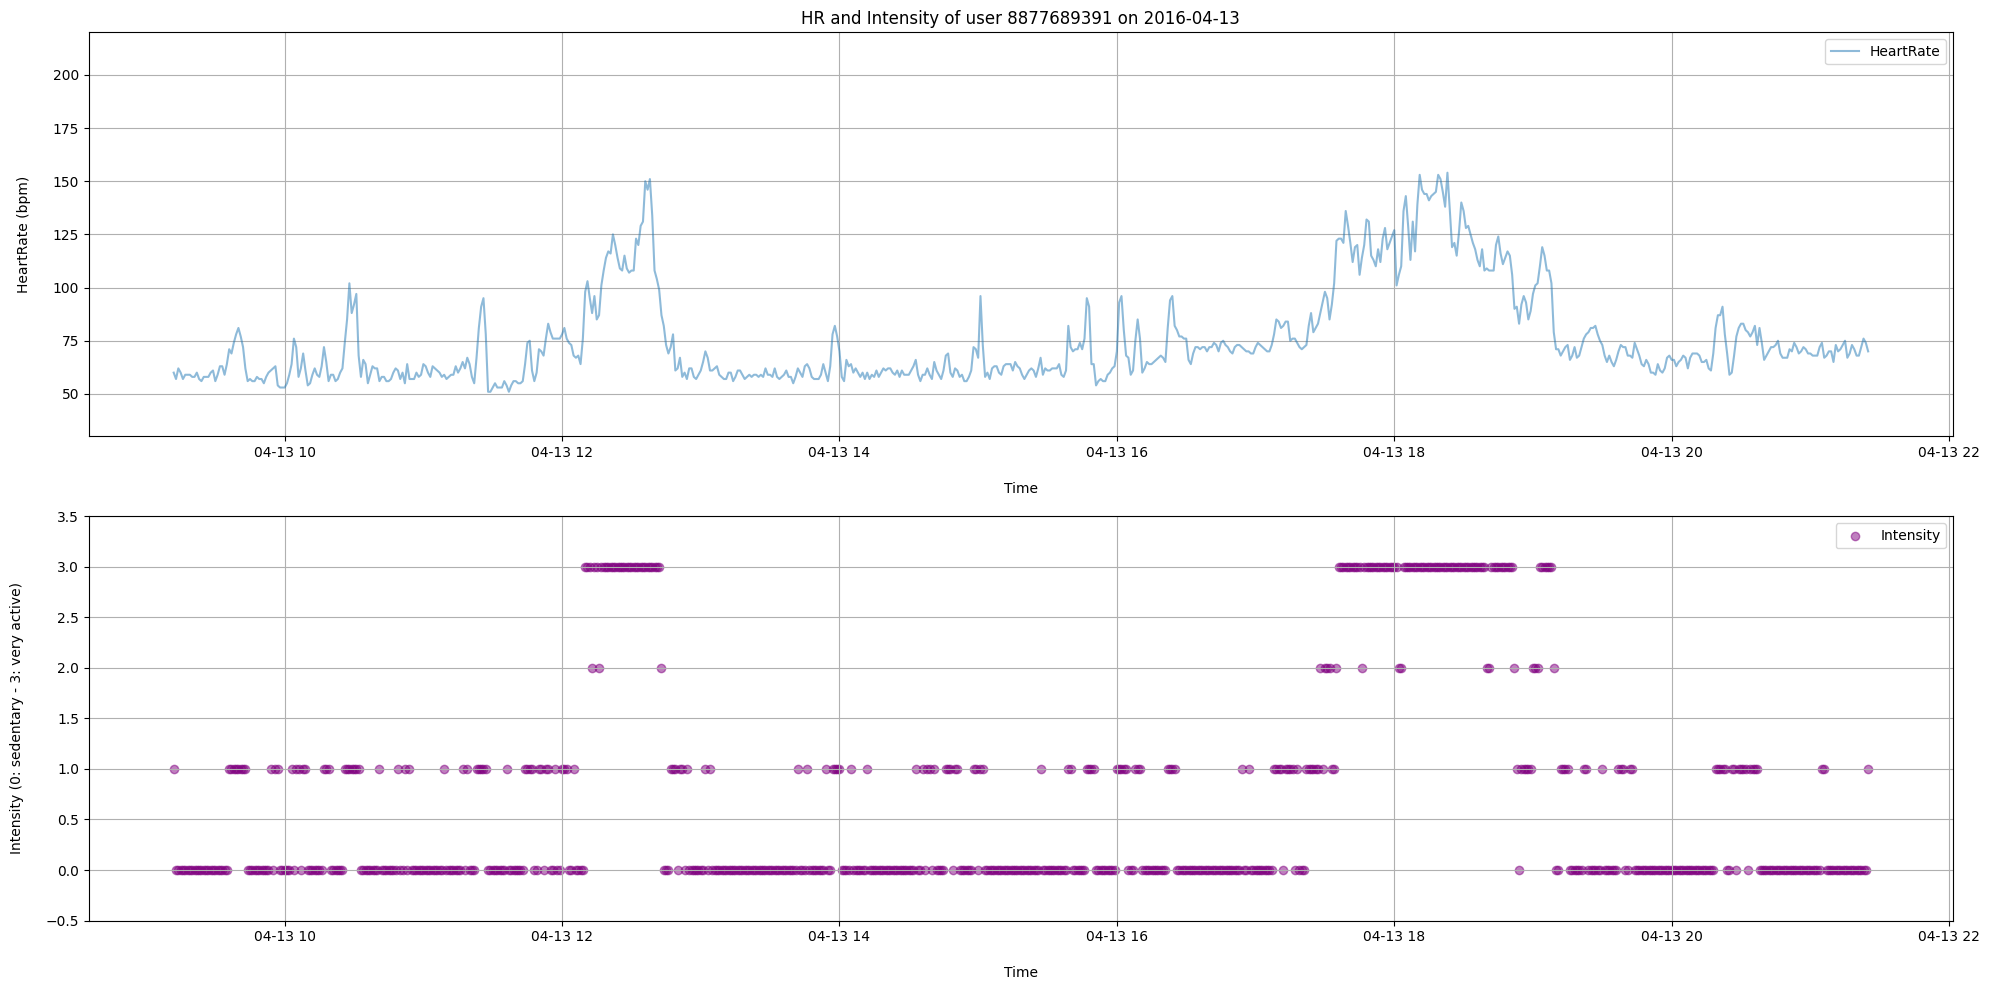 HR and Intensity of user 8877689391 on 2016-04-13
HeartRate
200
175
150
125
100
75
50
HeartRate (bpm)
04-13 10 04-13 12 04-13 14 04-13 16 04-13 18 04-13 20 04-13 22
Time
Intensity
3.5
3.0
2.5
2.0
1.5
1.0
0.5
0.0
−0.5
Intensity (0: sedentary - 3: very active)
04-13 10 04-13 12 04-13 14 04-13 16 04-13 18 04-13 20 04-13 22
Time